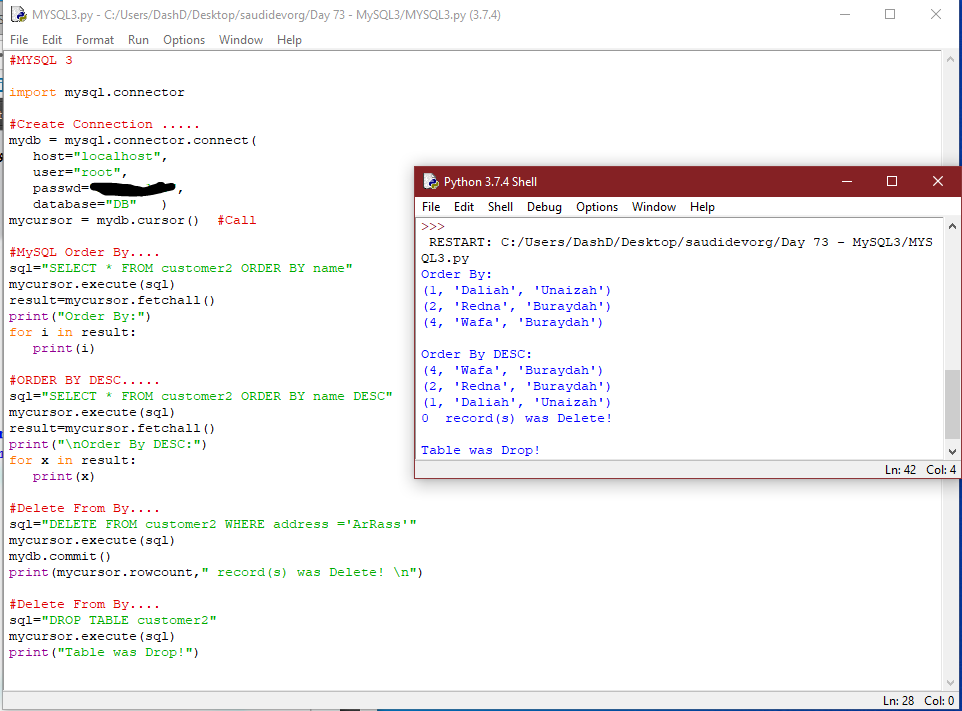 MYSQL3.py - C:/Users/DashD/Desktop/saudidevorg/Day 73 - MySQL3/MYSQL3.py (3.7.4)
File Edit Format Run Options Window Help
#MYSQL 3
import mysql.connector
#Create Connection .....
mydb = mysql.connector.connect(
host="localhost",
user="root",
passwd= ,
database="DB" )
mycursor = mydb.cursor() #Call
#MySQL Order By....
sql="SELECT * FROM customer2 ORDER BY name"
mycursor.execute(sql)
result=mycursor.fetchall()
print("Order By:")
for i in result:
print(i)
#ORDER BY DESC.....
sql="SELECT * FROM customer2 ORDER BY name DESC"
mycursor.execute(sql)
result=mycursor.fetchall()
print("\nOrder By DESC:")
for x in result:
print(x)
#Delete From By....
sql="DELETE FROM customer2 WHERE address ='ArRass'"
mycursor.execute(sql)
mydb.commit()
print(mycursor.rowcount," record(s) was Delete! \n")
#Delete From By....
sql="DROP TABLE customer2"
mycursor.execute(sql)
print("Table was Drop!")
Ln: 28 Col: 0
Python 3.7.4 Shell
File Edit Shell Debug Options Window Help
>>>
RESTART: C:/Users/DashD/Desktop/saudidevorg/Day 73 - MySQL3/MYS
QL3.py
Order By:
(1, 'Daliah', 'Unaizah')
(2, 'Redna', 'Buraydah')
(4, 'Wafa', 'Buraydah')
Order By DESC:
(4, 'Wafa', 'Buraydah')
(2, 'Redna', 'Buraydah')
(1, 'Daliah', 'Unaizah')
0 record(s) was Delete!
Table was Drop!
Ln: 42 Col: 4